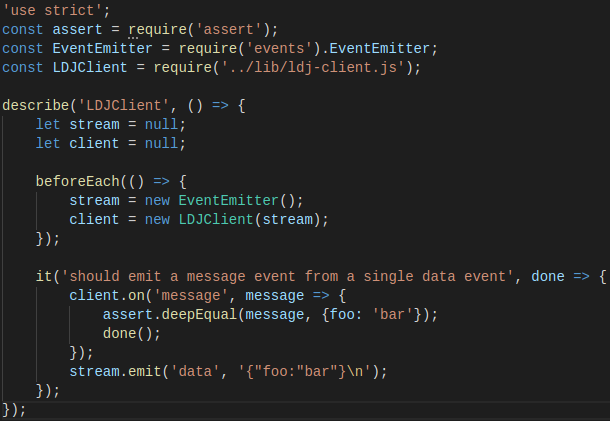 'use strict';
const assert = require('assert');
const EventEmitter = require('events').EventEmitter;
const LDJClient = require('../lib/ldj-client.js');
describe('LDJClient', () => {
    let stream = null;
    let client = null;
    beforeEach(() => {
        stream = new EventEmitter();
        client = new LDJClient(stream);
    });
    it('should emit a message event from a single data event', done => {
        client.on('message', message => {
            assert.deepEqual(message, {foo: 'bar'});
            done();
        });
        stream.emit('data', '{"foo:"bar"}\n');
    });
});